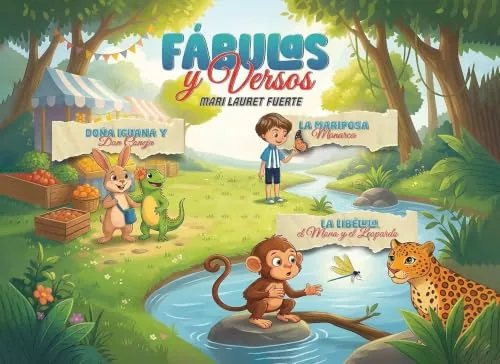 FÁBULAS
y Versos
MARI LAURET FUERTE
DOÑA IGUANA Y
Don Conejo
LA MARIPOSA
Monarca
LA LIBÉLULA
el Mono y el Leopardo